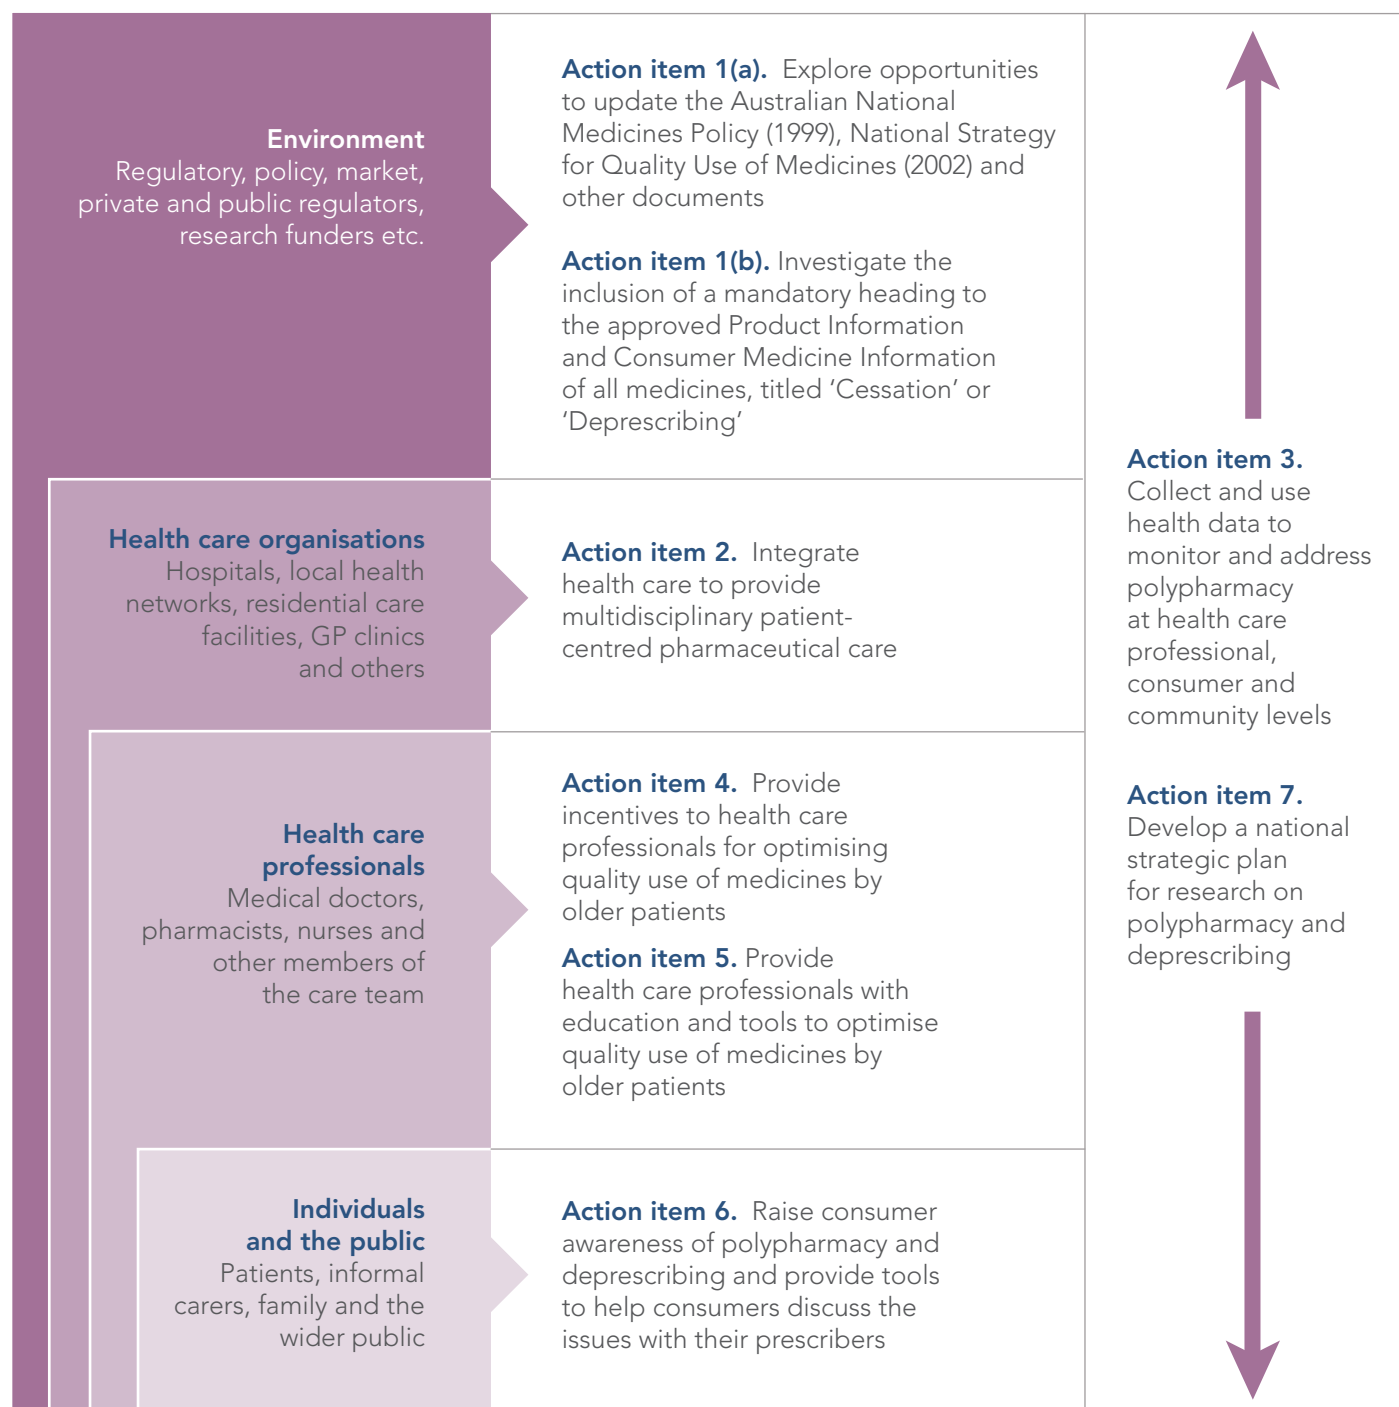 Environment
Regulatory, policy, market,
private and public regulators,
research funders etc.
Action item 1(a). Explore opportunities
to update the Australian National
Medicines Policy (1999), National Strategy
for Quality Use of Medicines (2002) and
other documents
Action item 1(b). Investigate the
inclusion of a mandatory heading to
the approved Product Information
and Consumer Medicine Information
of all medicines, titled ‘Cessation’ or
‘Deprescribing’
Health care organisations
Hospitals, local health
networks, residential care
facilities, GP clinics
and others
Action item 2. Integrate
health care to provide
multidisciplinary patient-
centred pharmaceutical care
Health care
professionals
Medical doctors,
pharmacists, nurses and
other members of
the care team
Action item 4. Provide
incentives to health care
professionals for optimising
quality use of medicines by
older patients
Action item 5. Provide
health care professionals with
education and tools to optimise
quality use of medicines by
older patients
Individuals
and the public
Patients, informal
carers, family and the
wider public
Action item 6. Raise consumer
awareness of polypharmacy and
deprescribing and provide tools
to help consumers discuss the
issues with their prescribers
Action item 3.
Collect and use
health data to
monitor and address
polypharmacy
at health care
professional,
consumer and
community levels
Action item 7.
Develop a national
strategic plan
for research on
polypharmacy and
deprescribing